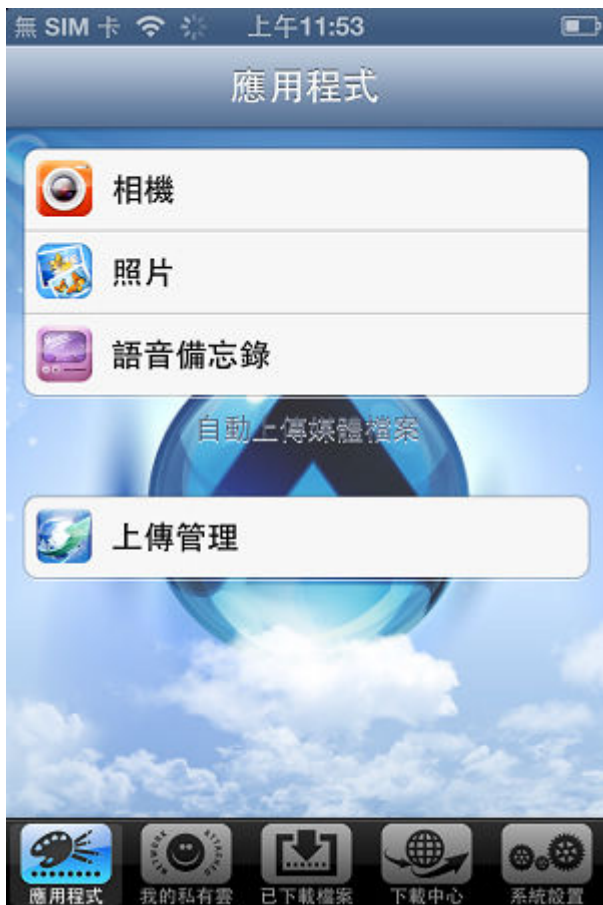 無 SIM 卡 上午11:53
應用程式
相機
照片
語音備忘錄
自動上傳媒體檔案
上傳管理
NETWORK ATTACHED
應用程式 我的私有雲 已下載檔案 下載中心 系統設置